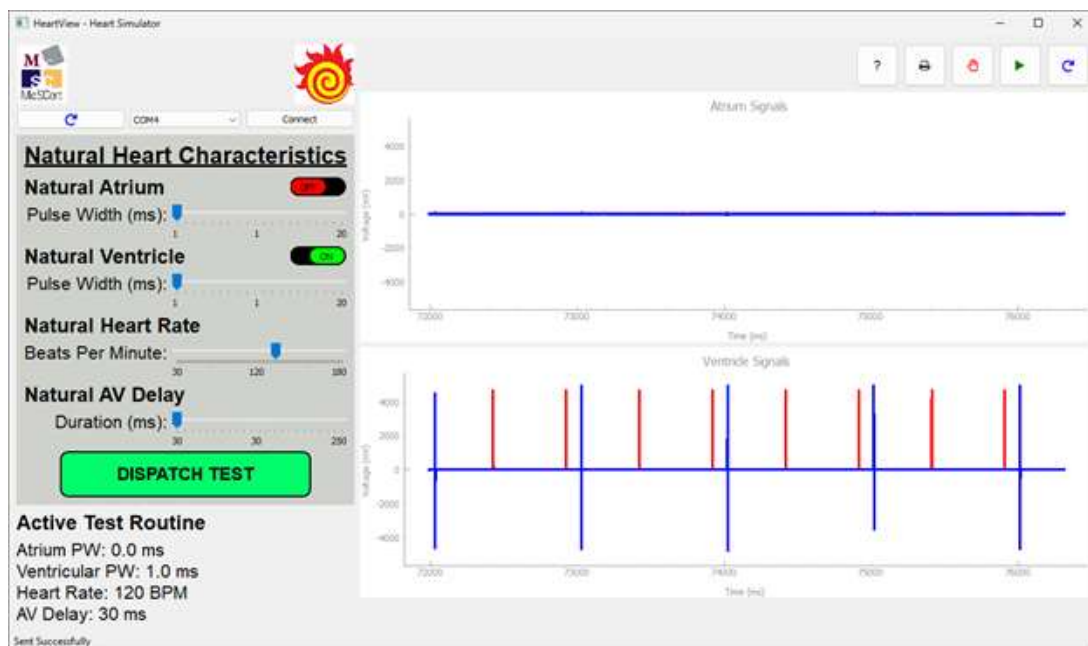 HeartView - Heart Simulator
M
S C
McSCert
COM4
Connect
?
Natural Heart Characteristics
Natural Atrium
OFF
Pulse Width (ms):
1 1 20
Natural Ventricle
ON
Pulse Width (ms):
1 1 20
Natural Heart Rate
Beats Per Minute:
30 120 180
Natural AV Delay
Duration (ms):
30 30 250
DISPATCH TEST
Active Test Routine
Atrium PW: 0.0 ms
Ventricular PW: 1.0 ms
Heart Rate: 120 BPM
AV Delay: 30 ms
Sent Successfully
Atrium Signals
Voltage (mV)
4000
2000
0
-2000
-4000
72000 73000 74000 75000 76000
Time (ms)
Ventricle Signals
Voltage (mV)
4000
2000
0
-2000
-4000
72000 73000 74000 75000 76000
Time (ms)